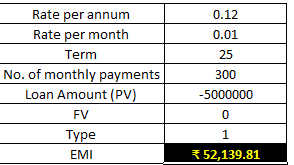 Rate per annum 0.12
Rate per month 0.01
Term 25
No. of monthly payments 300
Loan Amount (PV) -5000000
FV 0
Type 1
EMI ₹ 52,139.81